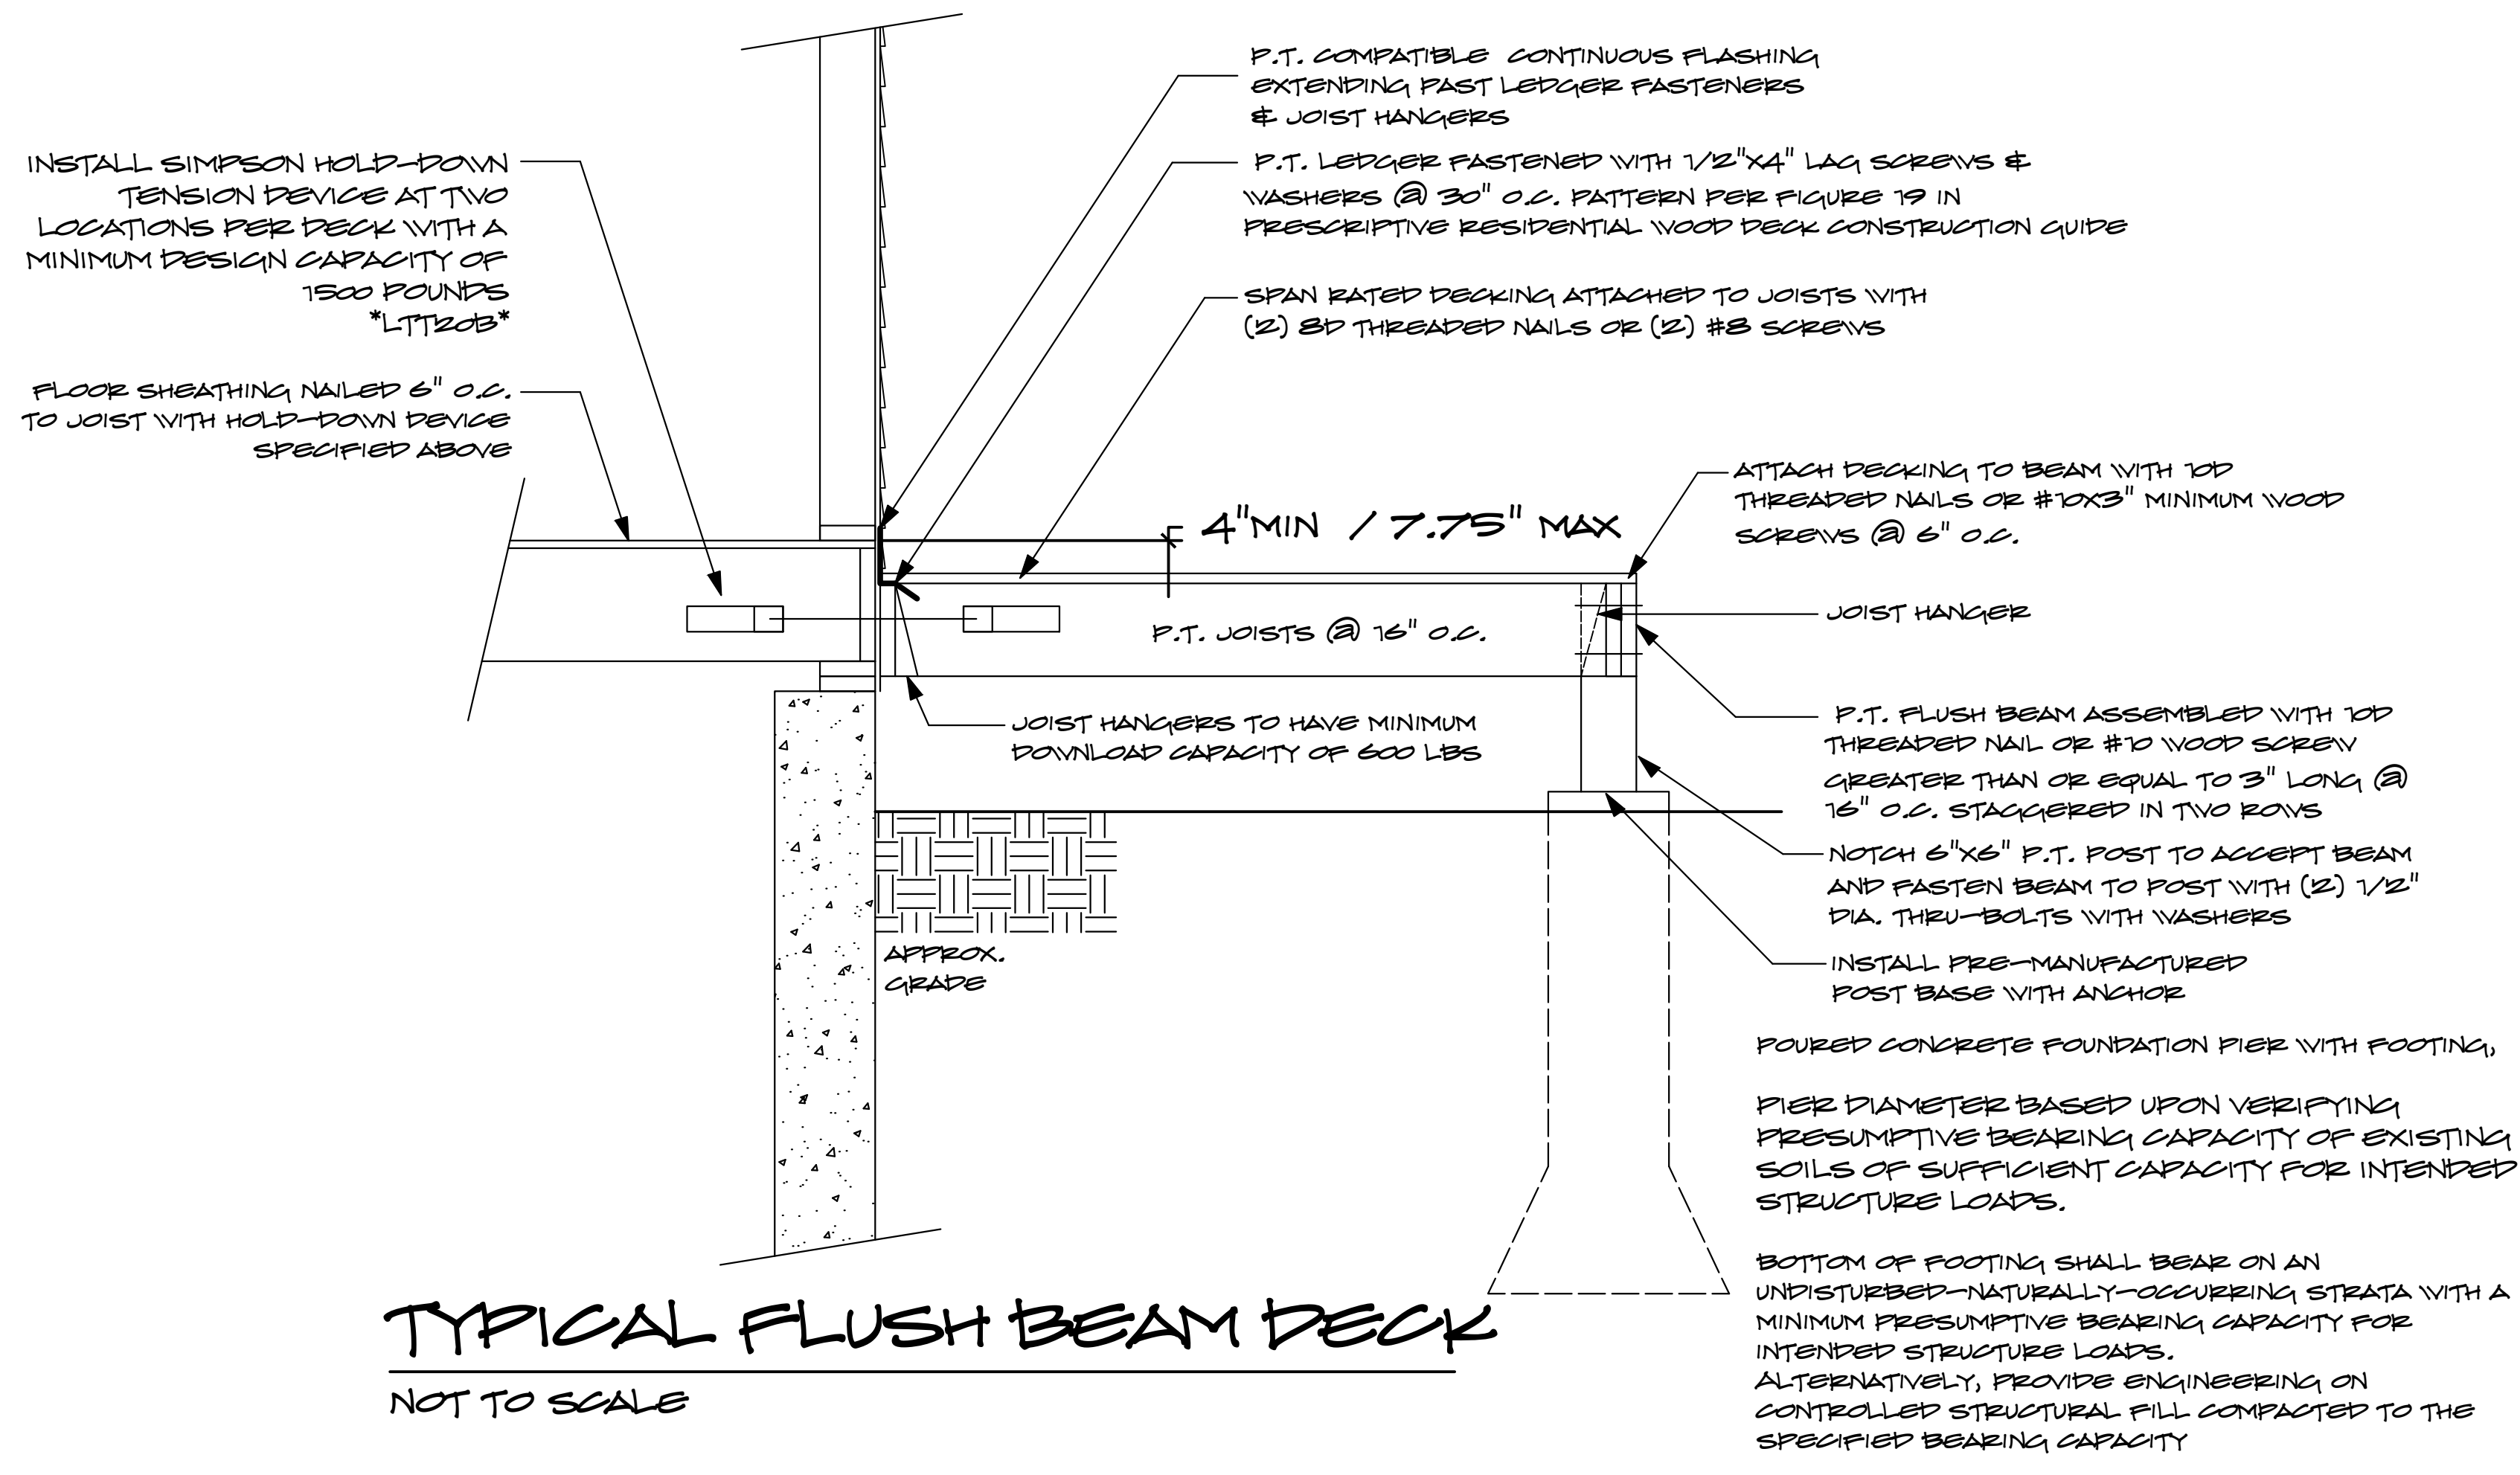 P.T. COMPATIBLE CONTINUOUS FLASHING
EXTENDING PAST LEDGER FASTENERS
& JOIST HANGERS
P.T. LEDGER FASTENED WITH 1/2"X4" LAG SCREWS &
WASHERS @ 30" O.C. PATTERN PER FIGURE 19 IN
PRESCRIPTIVE RESIDENTIAL WOOD DECK CONSTRUCTION GUIDE
SPAN RATED DECKING ATTACHED TO JOISTS WITH
(2) 8D THREADED NAILS OR (2) #8 SCREWS
INSTALL SIMPSON HOLD-DOWN
TENSION DEVICE AT TWO
LOCATIONS PER DECK WITH A
MINIMUM DESIGN CAPACITY OF
1500 POUNDS
*LTT20B*
FLOOR SHEATHING NAILED 6" O.C.
TO JOIST WITH HOLD-DOWN DEVICE
SPECIFIED ABOVE
4"MIN / 7.75" MAX
ATTACH DECKING TO BEAM WITH 10D
THREADED NAILS OR #10X3" MINIMUM WOOD
SCREWS @ 6" O.C.
P.T. JOISTS @ 16" O.C.
JOIST HANGER
JOIST HANGERS TO HAVE MINIMUM
DOWNLOAD CAPACITY OF 600 LBS
P.T. FLUSH BEAM ASSEMBLED WITH 10D
THREADED NAIL OR #10 WOOD SCREW
GREATER THAN OR EQUAL TO 3" LONG @
16" O.C. STAGGERED IN TWO ROWS
NOTCH 6"X6" P.T. POST TO ACCEPT BEAM
AND FASTEN BEAM TO POST WITH (2) 1/2"
DIA. THRU-BOLTS WITH WASHERS
APPROX.
GRADE
INSTALL PRE-MANUFACTURED
POST BASE WITH ANCHOR
POURED CONCRETE FOUNDATION PIER WITH FOOTING,
PIER DIAMETER BASED UPON VERIFYING
PRESUMPTIVE BEARING CAPACITY OF EXISTING
SOILS OF SUFFICIENT CAPACITY FOR INTENDED
STRUCTURE LOADS.
BOTTOM OF FOOTING SHALL BEAR ON AN
UNDISTURBED-NATURALLY-OCCURRING STRATA WITH A
MINIMUM PRESUMPTIVE BEARING CAPACITY FOR
INTENDED STRUCTURE LOADS.
ALTERNATIVELY, PROVIDE ENGINEERING ON
CONTROLLED STRUCTURAL FILL COMPACTED TO THE
SPECIFIED BEARING CAPACITY
TYPICAL FLUSH BEAM DECK
NOT TO SCALE